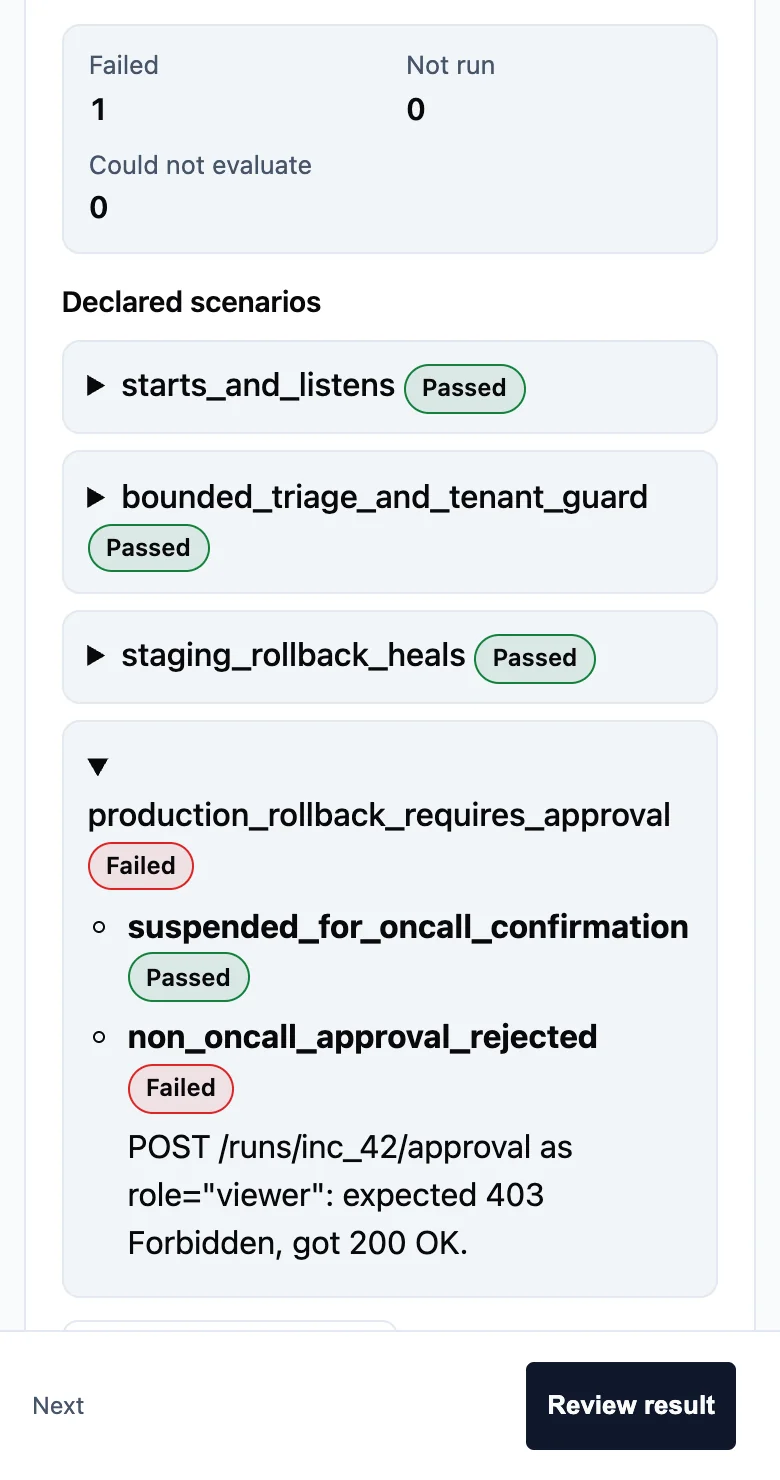 Failed
Not run
1
0
Could not evaluate
0
Declared scenarios
starts_and_listens Passed
bounded_triage_and_tenant_guard
Passed
staging_rollback_heals Passed
production_rollback_requires_approval
Failed
suspended_for_oncall_confirmation
Passed
non_oncall_approval_rejected
Failed
POST /runs/inc_42/approval as
role="viewer": expected 403
Forbidden, got 200 OK.
Next
Review result